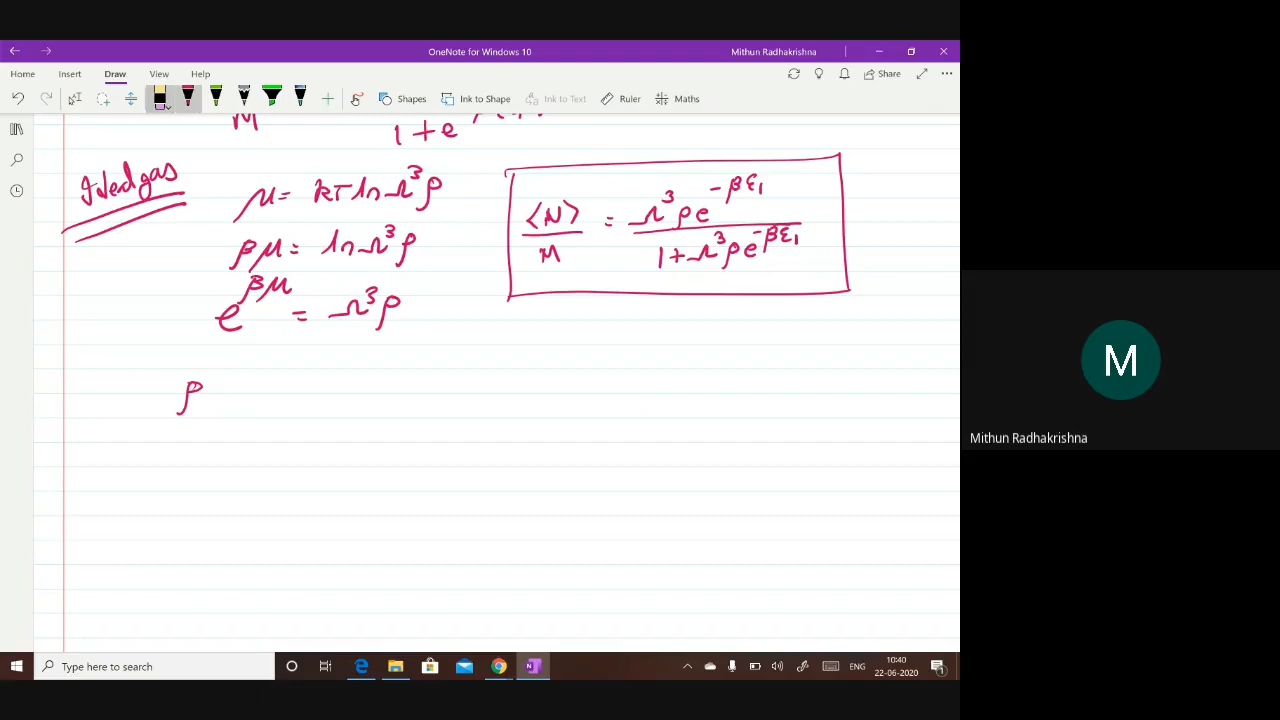 OneNote for Windows 10
Mithun Radhakrishna
Home Insert Draw View Help
Share
Shapes Ink to Shape Ink to Text Ruler Maths
M
1 + e
Ideal gas
μ = kT ln Λ³ρ
βμ = ln Λ³ρ
e^βμ = Λ³ρ
⟨N⟩/M = Λ³ρe^-βε₁ / 1 + Λ³ρe^-βε₁
ρ
M
Mithun Radhakrishna
Type here to search
ENG
10:40
22-06-2020